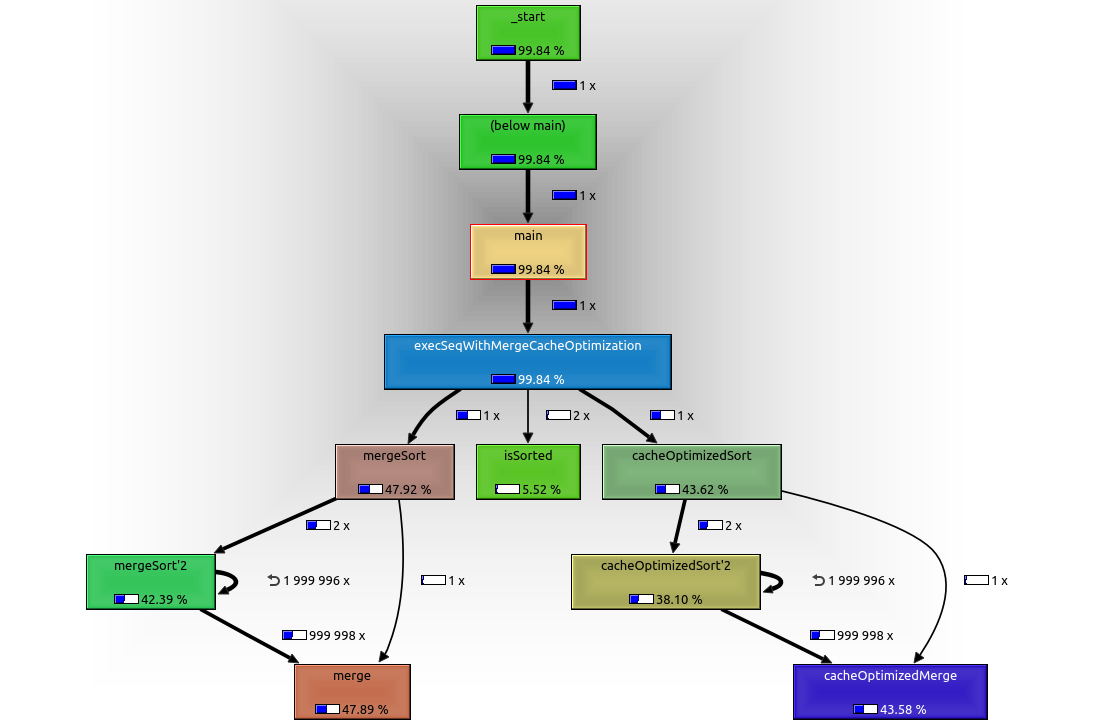 _start
99.84 %
1 x
(below main)
99.84 %
1 x
main
99.84 %
1 x
execSeqWithMergeCacheOptimization
99.84 %
1 x
2 x
1 x
mergeSort
47.92 %
isSorted
5.52 %
cacheOptimizedSort
43.62 %
2 x
2 x
mergeSort'2
42.39 %
1 999 996 x
1 x
cacheOptimizedSort'2
38.10 %
1 999 996 x
1 x
999 998 x
999 998 x
merge
47.89 %
cacheOptimizedMerge
43.58 %